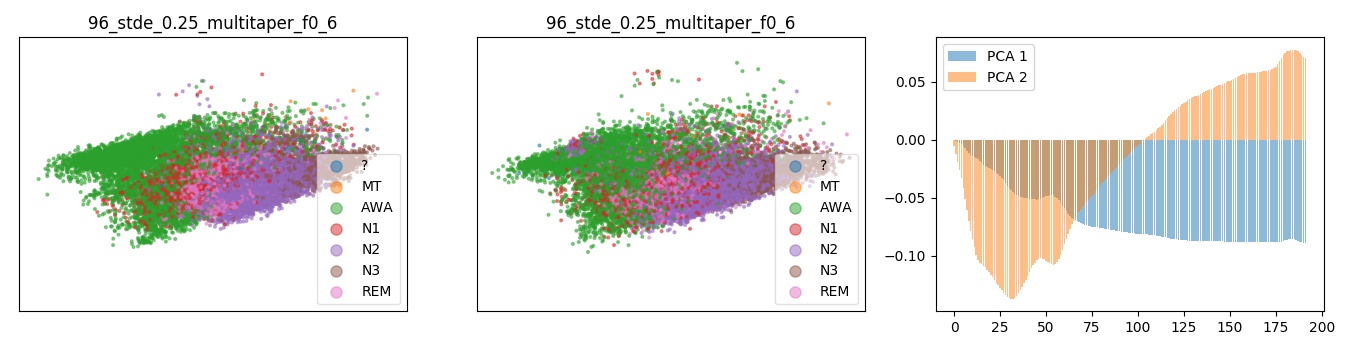 96_stde_0.25_multitaper_f0_6
?
MT
AWA
N1
N2
N3
REM
96_stde_0.25_multitaper_f0_6
?
MT
AWA
N1
N2
N3
REM
PCA 1
PCA 2
0.05
0.00
−0.05
−0.10
0 25 50 75 100 125 150 175 200